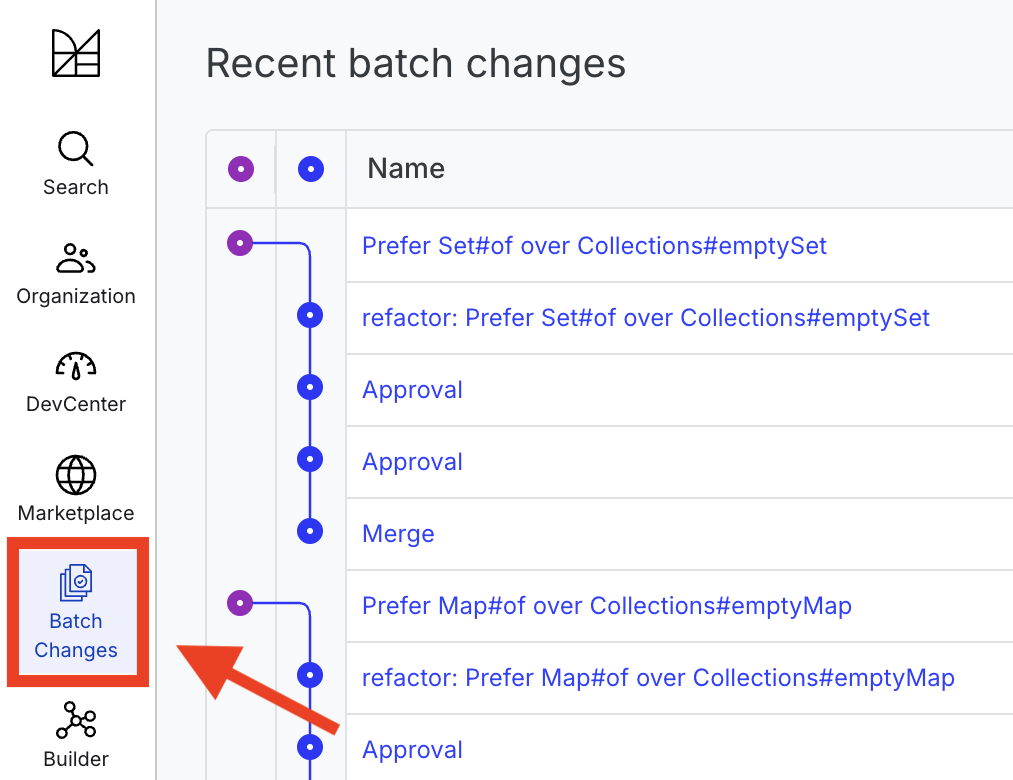 Search
Organization
DevCenter
Marketplace
Batch
Changes
Builder
Recent batch changes
Name
Prefer Set#of over Collections#emptySet
refactor: Prefer Set#of over Collections#emptySet
Approval
Approval
Merge
Prefer Map#of over Collections#emptyMap
refactor: Prefer Map#of over Collections#emptyMap
Approval